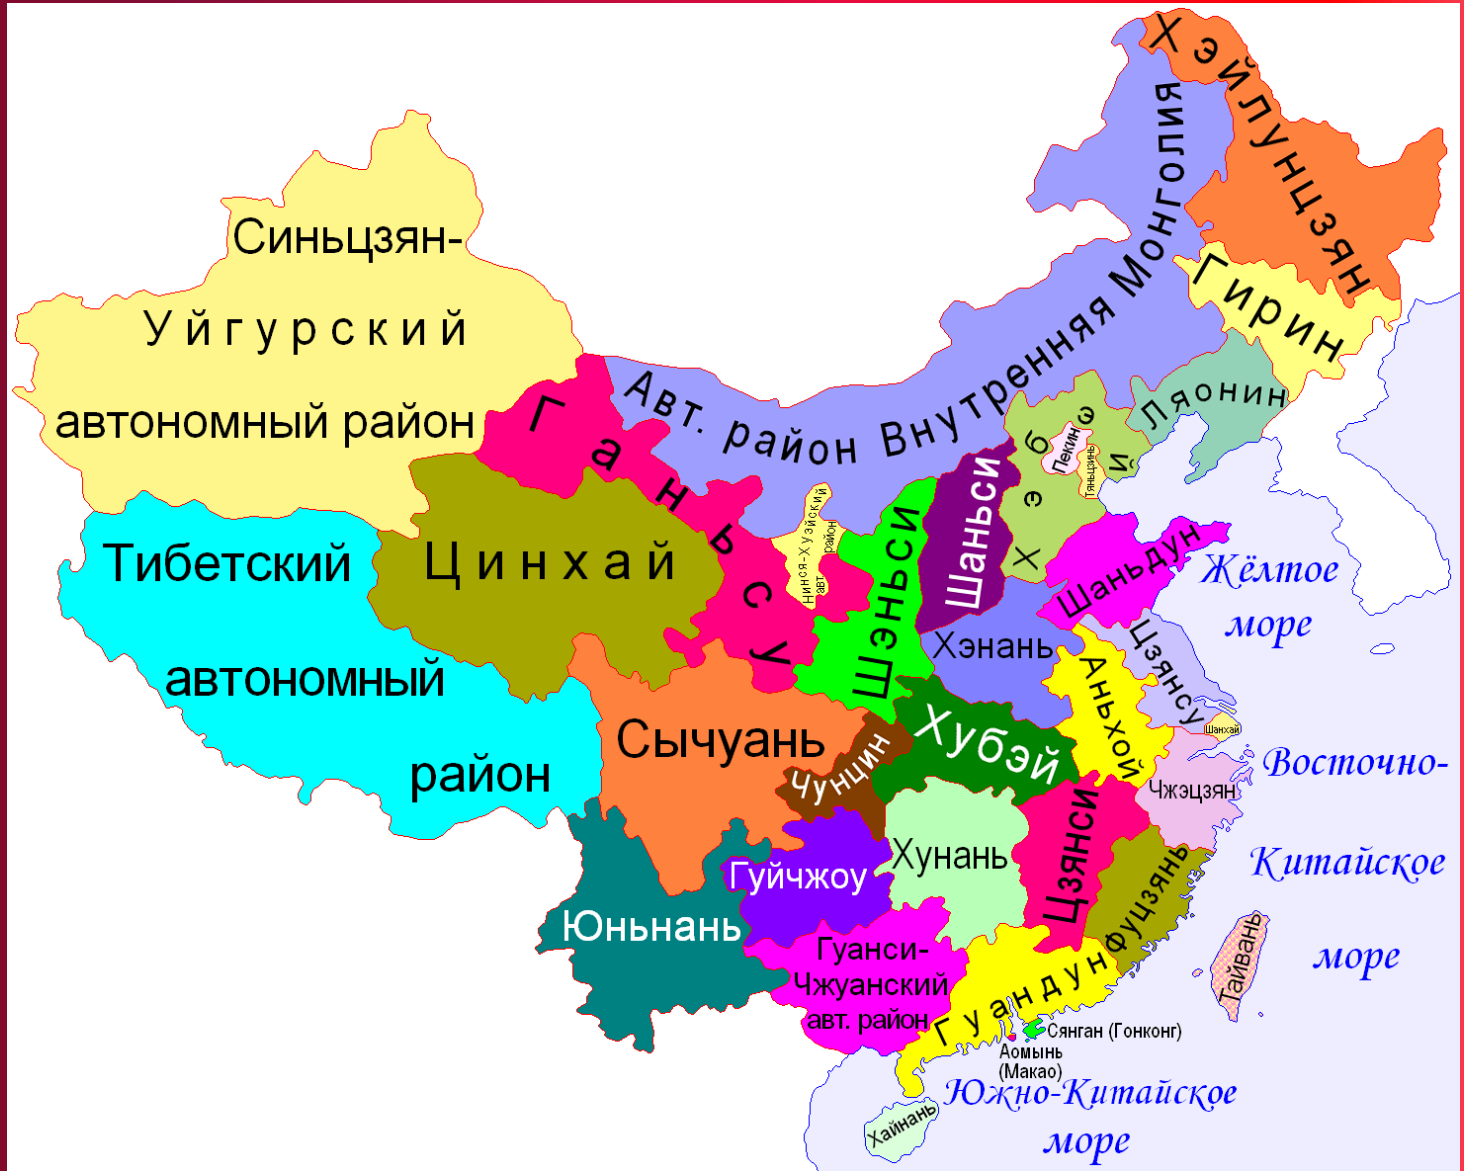 Хэйлунцзян
Синьцзян-
Уйгурский
автономный район
Авт. район Внутренняя Монголия
Гирин
Ляонин
Ганьсу
Хэбэй
Пекин
Тяньцзинь
Шаньси
Шэньси
Нинся-Хуэйский
авт. район
Шаньдун
Жёлтое
море
Тибетский
автономный
район
Цинхай
Хэнань
Цзянсу
Аньхой
Шанхай
Сычуань
Чунцин
Хубэй
Чжэцзян
Восточно-
Китайское
море
Хунань
Цзянси
Фуцзянь
Гуйчжоу
Юньнань
Гуанси-
Чжуанский
авт. район
Гуандун
Тайвань
Сянган (Гонконг)
Аомынь
(Макао)
Южно-Китайское
море
Хайнань